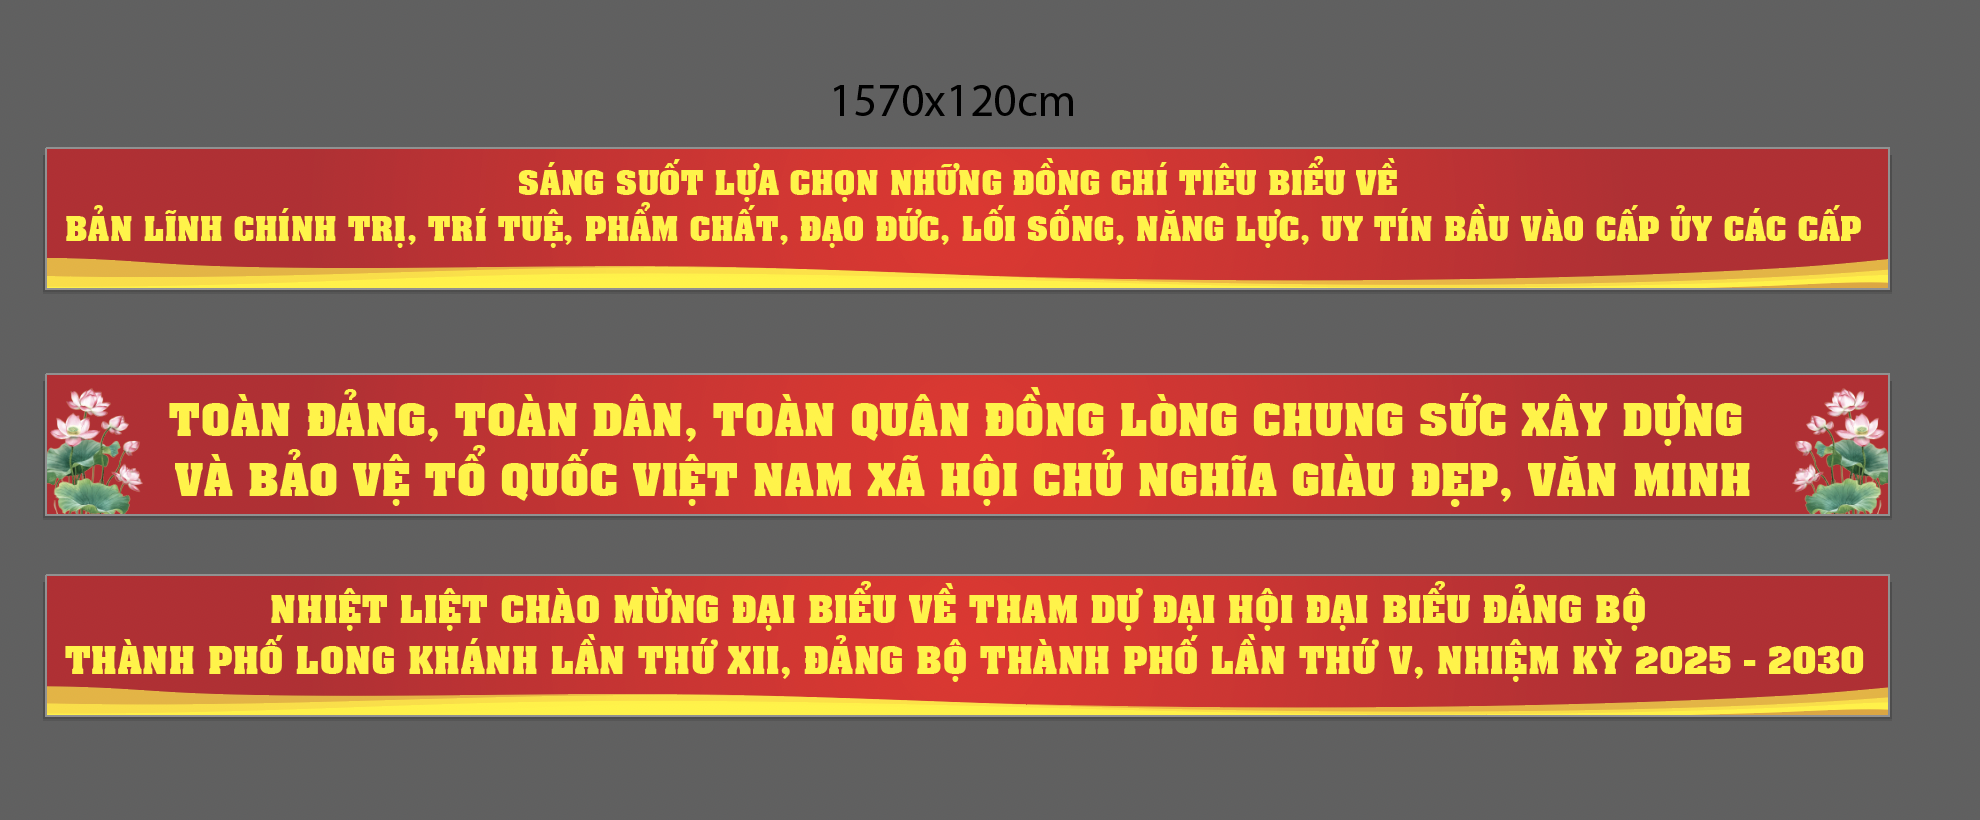 1570x120cm
SÁNG SUỐT LỰA CHỌN NHỮNG ĐỒNG CHÍ TIÊU BIỂU VỀ
BẢN LĨNH CHÍNH TRỊ, TRÍ TUỆ, PHẨM CHẤT, ĐẠO ĐỨC, LỐI SỐNG, NĂNG LỰC, UY TÍN BẦU VÀO CẤP ỦY CÁC CẤP
TOÀN ĐẢNG, TOÀN DÂN, TOÀN QUÂN ĐỒNG LÒNG CHUNG SỨC XÂY DỰNG
VÀ BẢO VỆ TỔ QUỐC VIỆT NAM XÃ HỘI CHỦ NGHĨA GIÀU ĐẸP, VĂN MINH
NHIỆT LIỆT CHÀO MỪNG ĐẠI BIỂU VỀ THAM DỰ ĐẠI HỘI ĐẠI BIỂU ĐẢNG BỘ
THÀNH PHỐ LONG KHÁNH LẦN THỨ XII, ĐẢNG BỘ THÀNH PHỐ LẦN THỨ V, NHIỆM KỲ 2025 - 2030